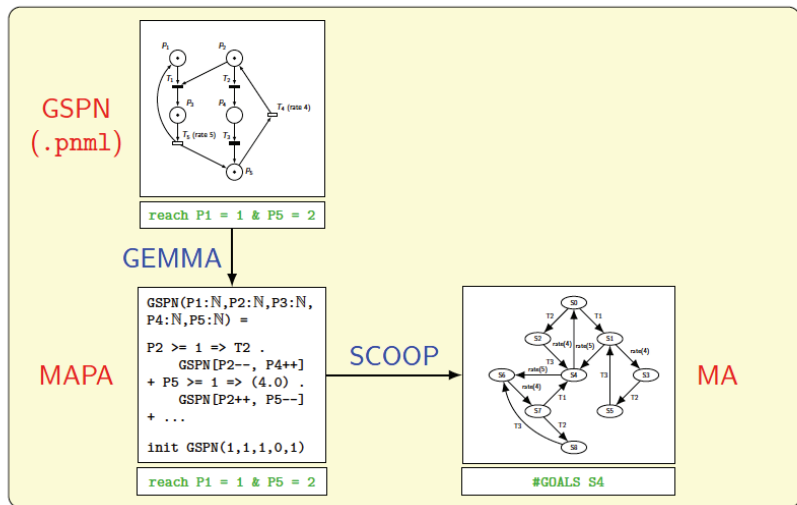 GSPN
(.pnml)
P1
P2
T1
T2
P3
P4
T4 (rate 4)
T5 (rate 5)
T3
P5
reach P1 = 1 & P5 = 2
GEMMA
MAPA
GSPN(P1:ℕ,P2:ℕ,P3:ℕ,
P4:ℕ,P5:ℕ) =
P2 >= 1 => T2 .
GSPN[P2--, P4++]
+ P5 >= 1 => (4.0) .
GSPN[P2++, P5--]
+ ...
init GSPN(1,1,1,0,1)
reach P1 = 1 & P5 = 2
SCOOP
S0
T2
T1
S2
rate(4)
rate(5)
S1
rate(4)
T3
S6
rate(5)
S4
S3
rate(4)
T1
T3
T2
S7
S5
T3
T2
S8
#GOALS S4
MA